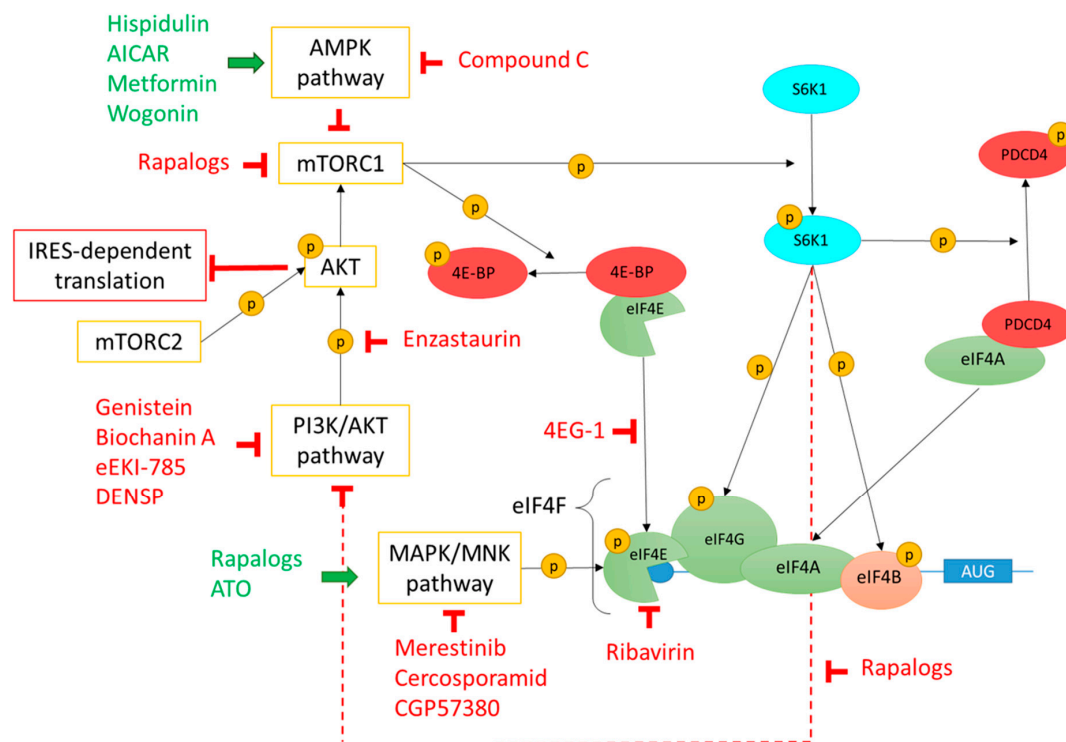 Hispidulin
AICAR
Metformin
Wogonin
AMPK
pathway
Compound C
S6K1
Rapalogs
mTORC1
p
p
p
PDCD4
p
p
IRES-dependent
translation
p
AKT
p
4E-BP
4E-BP
eIF4E
p
S6K1
p
mTORC2
p
p
Enzastaurin
PDCD4
eIF4A
p
p
Genistein
Biochanin A
eEKI-785
DENSP
PI3K/AKT
pathway
4EG-1
eIF4F
Rapalogs
ATO
MAPK/MNK
pathway
p
p
eIF4E
p
eIF4G
eIF4A
p
eIF4B
AUG
Merestinib
Cercosporamid
CGP57380
Ribavirin
Rapalogs